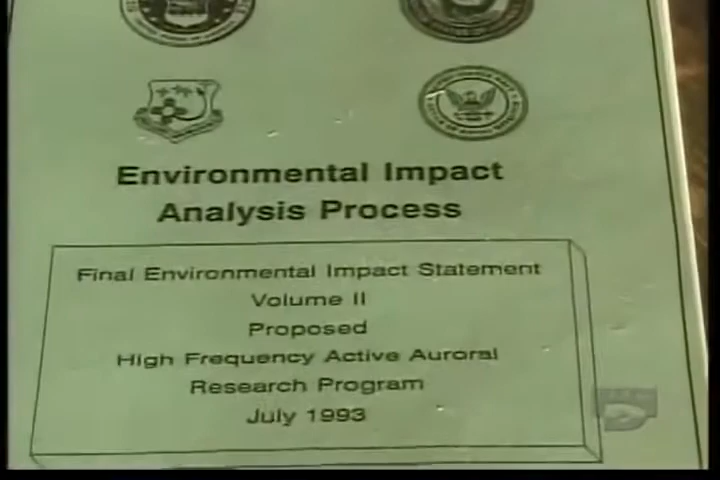 Environmental Impact
Analysis Process
Final Environmental Impact Statement
Volume II
Proposed
High Frequency Active Auroral
Research Program
July 1993